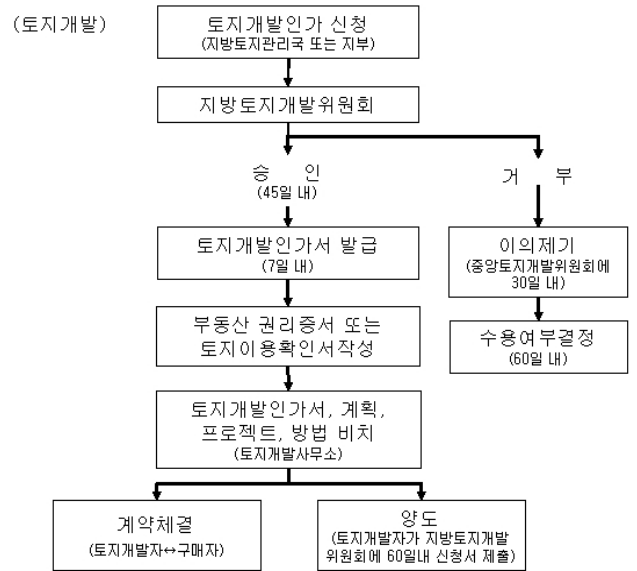 (토지개발)
토지개발인가 신청
(지방토지관리국 또는 지부)
지방토지개발위원회
승 인
(45일 내)
거 부
토지개발인가서 발급
(7일 내)
이의제기
(중앙토지개발위원회에
30일 내)
부동산 권리증서 또는
토지이용확인서작성
수용여부결정
(60일 내)
토지개발인가서, 계획,
프로젝트, 방법 비치
(토지개발사무소)
계약체결
(토지개발자↔구매자)
양도
(토지개발자가 지방토지개발
위원회에 60일내 신청서 제출)